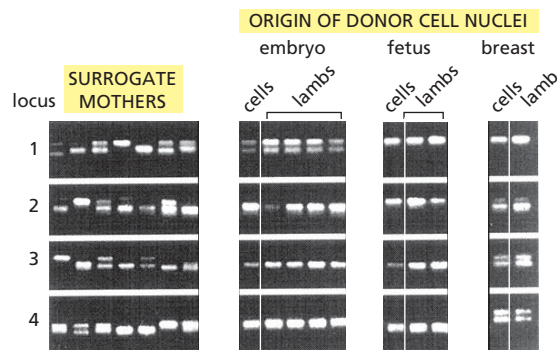 ORIGIN OF DONOR CELL NUCLEI
embryo fetus breast
SURROGATE
MOTHERS
locus
cells lambs cells lambs cells lamb
1
2
3
4